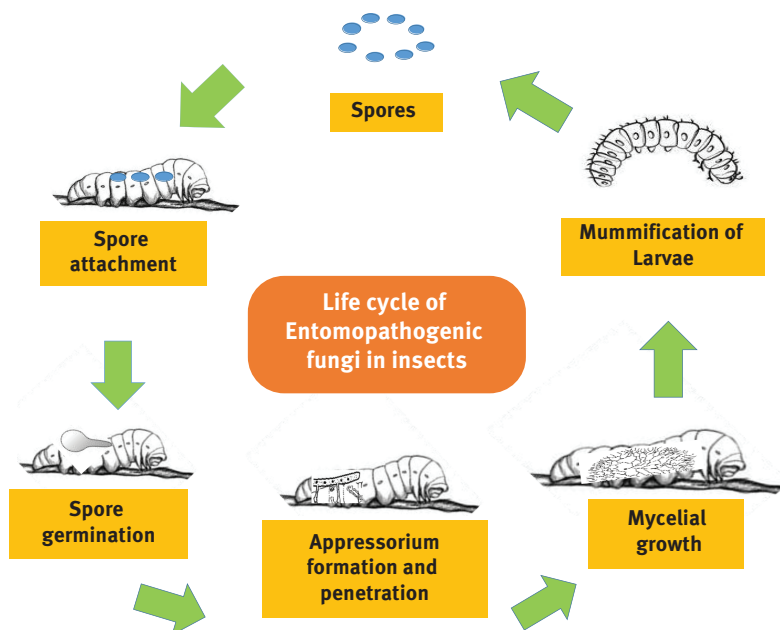 Spores
Spore
attachment
Mummification of
Larvae
Life cycle of
Entomopathogenic
fungi in insects
Spore
germination
Appressorium
formation and
penetration
Mycelial
growth